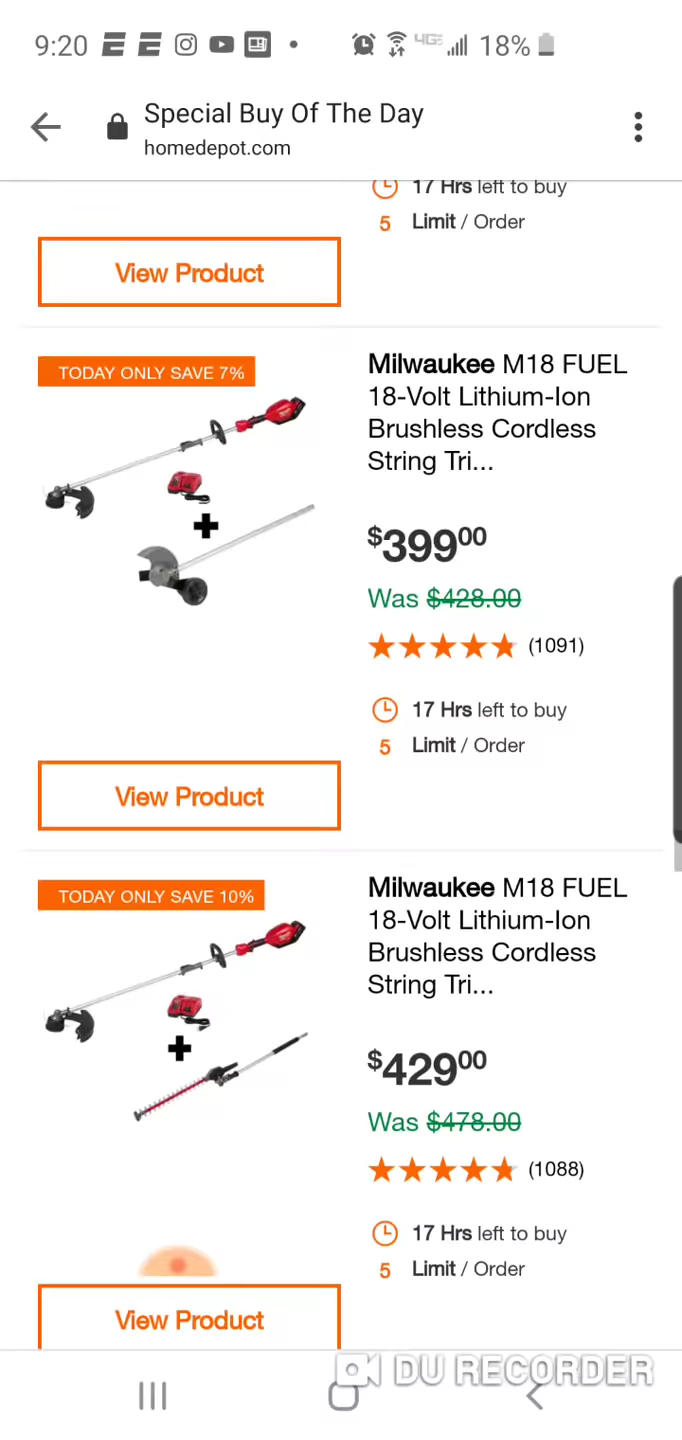 9:20 4G 18%
Special Buy Of The Day
homedepot.com
17 Hrs left to buy
5 Limit / Order
View Product
TODAY ONLY SAVE 7%
Milwaukee M18 FUEL
18-Volt Lithium-Ion
Brushless Cordless
String Tri...
$39900
Was $428.00
(1091)
17 Hrs left to buy
5 Limit / Order
View Product
TODAY ONLY SAVE 10%
Milwaukee M18 FUEL
18-Volt Lithium-Ion
Brushless Cordless
String Tri...
$42900
Was $478.00
(1088)
17 Hrs left to buy
5 Limit / Order
View Product
DU RECORDER